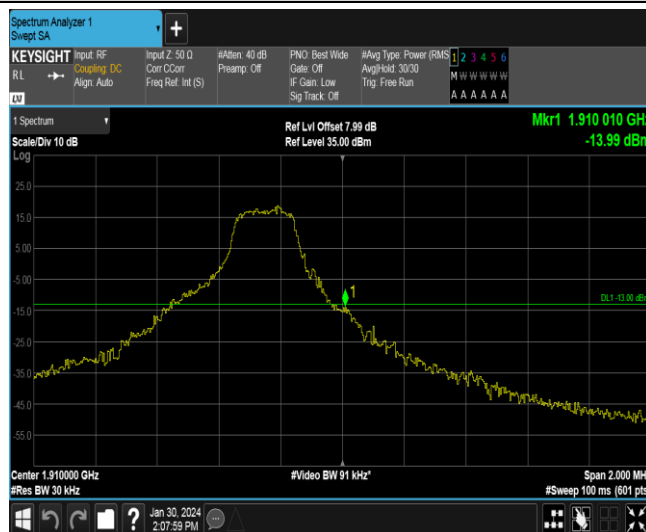 Spectrum Analyzer 1
Swept SA
+
KEYSIGHT
RL
LXI
Input: RF
Coupling: DC
Align: Auto
Input Z: 50 Ω
Corr CCorr
Freq Ref: Int (S)
#Atten: 40 dB
Preamp: Off
PNO: Best Wide
Gate: Off
IF Gain: Low
Sig Track: Off
#Avg Type: Power (RMS
Avg|Hold: 30/30
Trig: Free Run
1 2 3 4 5 6
M W W W W W
A A A A A A
1 Spectrum
Scale/Div 10 dB
Log
Ref Lvl Offset 7.99 dB
Ref Level 35.00 dBm
Mkr1 1.910 010 GHz
-13.99 dBm
25.0
15.0
5.00
-5.00
-15.0
-25.0
-35.0
-45.0
-55.0
1
DL1 -13.00 dBm
Center 1.910000 GHz
#Res BW 30 kHz
#Video BW 91 kHz*
Span 2.000 MH
#Sweep 100 ms (601 pts
?
Jan 30, 2024
2:07:59 PM